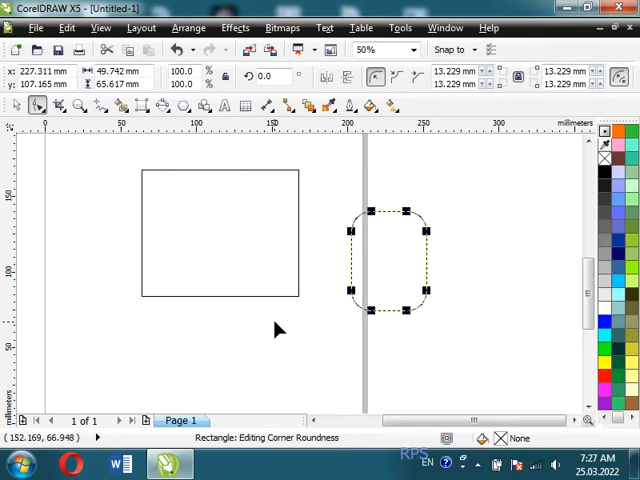 CorelDRAW X5 - [Untitled-1]
File Edit View Layout Arrange Effects Bitmaps Text Table Tools Window Help
50% Snap to
x: 227.311 mm 49.742 mm 100.0 % 0.0 ° 13.229 mm 13.229 mm
y: 107.165 mm 65.617 mm 100.0 % 13.229 mm 13.229 mm
0 50 100 150 200 250 300 millimeters
150
100
50
millimeters
1 of 1 Page 1
( 152.169, 66.948 ) Rectangle: Editing Corner Roundness None
RPS
EN 7:27 AM
25.03.2022